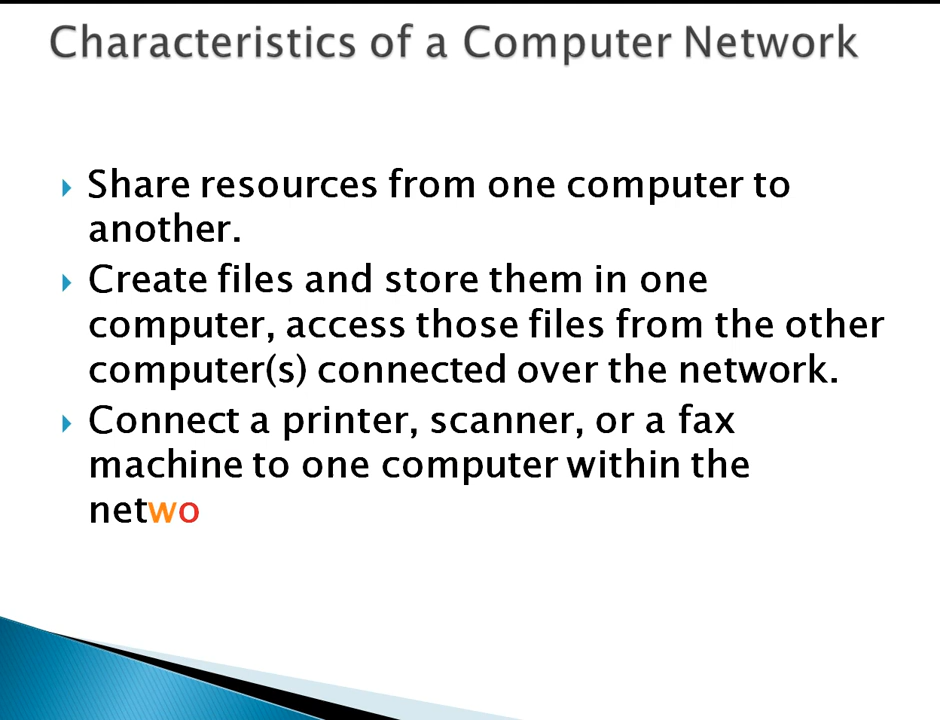 Characteristics of a Computer Network
Share resources from one computer to
another.
Create files and store them in one
computer, access those files from the other
computer(s) connected over the network.
Connect a printer, scanner, or a fax
machine to one computer within the
netwo